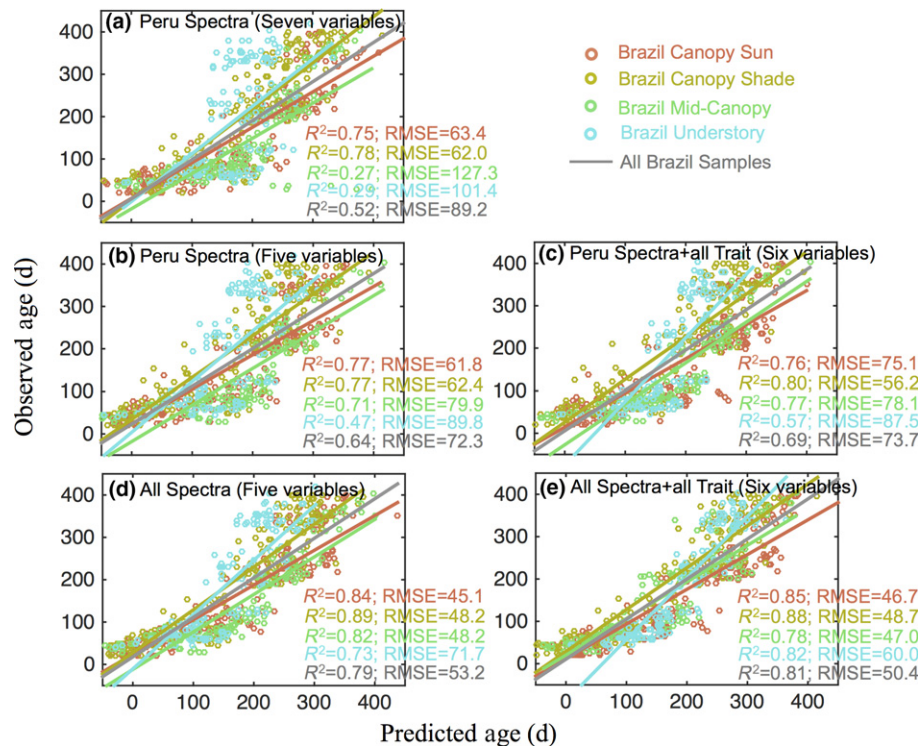 (a) Peru Spectra (Seven variables)
400
300
200
100
0
R²=0.75; RMSE=63.4
R²=0.78; RMSE=62.0
R²=0.27; RMSE=127.3
R²=0.29; RMSE=101.4
R²=0.52; RMSE=89.2
Brazil Canopy Sun
Brazil Canopy Shade
Brazil Mid-Canopy
Brazil Understory
All Brazil Samples
Observed age (d)
(b) Peru Spectra (Five variables)
400
300
200
100
0
R²=0.77; RMSE=61.8
R²=0.77; RMSE=62.4
R²=0.71; RMSE=79.9
R²=0.47; RMSE=89.8
R²=0.64; RMSE=72.3
(c) Peru Spectra+all Trait (Six variables)
400
300
200
100
0
R²=0.76; RMSE=75.1
R²=0.80; RMSE=56.2
R²=0.77; RMSE=78.1
R²=0.57; RMSE=87.5
R²=0.69; RMSE=73.7
(d) All Spectra (Five variables)
400
300
200
100
0
R²=0.84; RMSE=45.1
R²=0.89; RMSE=48.2
R²=0.82; RMSE=48.2
R²=0.73; RMSE=71.7
R²=0.79; RMSE=53.2
0 100 200 300 400
(e) All Spectra+all Trait (Six variables)
400
300
200
100
0
R²=0.85; RMSE=46.7
R²=0.88; RMSE=48.7
R²=0.78; RMSE=47.0
R²=0.82; RMSE=60.0
R²=0.81; RMSE=50.4
0 100 200 300 400
Predicted age (d)